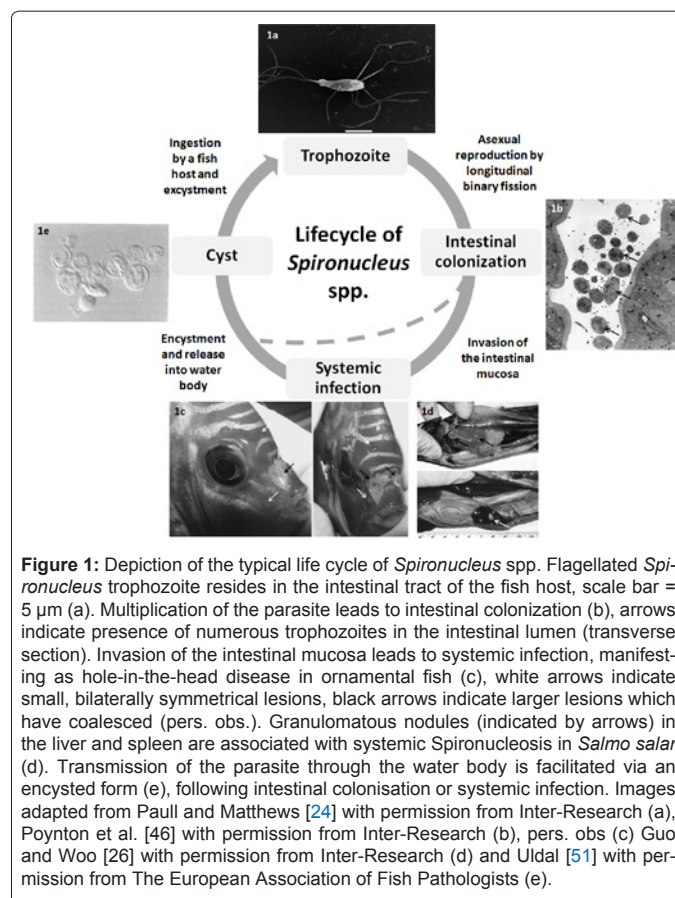 1a
Trophozoite
Ingestion
by a fish
host and
excystment
Asexual
reproduction by
longitudinal
binary fission
1e
Cyst
Lifecycle of
Spironucleus
spp.
Intestinal
colonization
1b
Encystment
and release
into water
body
Systemic
infection
Invasion of
the intestinal
mucosa
1c
1d
Figure 1: Depiction of the typical life cycle of Spironucleus spp. Flagellated Spi-
ronucleus trophozoite resides in the intestinal tract of the fish host, scale bar =
5 µm (a). Multiplication of the parasite leads to intestinal colonization (b), arrows
indicate presence of numerous trophozoites in the intestinal lumen (transverse
section). Invasion of the intestinal mucosa leads to systemic infection, manifest-
ing as hole-in-the-head disease in ornamental fish (c), white arrows indicate
small, bilaterally symmetrical lesions, black arrows indicate larger lesions which
have coalesced (pers. obs.). Granulomatous nodules (indicated by arrows) in
the liver and spleen are associated with systemic Spironucleosis in Salmo salar
(d). Transmission of the parasite through the water body is facilitated via an
encysted form (e), following intestinal colonisation or systemic infection. Images
adapted from Paull and Matthews [24] with permission from Inter-Research (a),
Poynton et al. [46] with permission from Inter-Research (b), pers. obs (c) Guo
and Woo [26] with permission from Inter-Research (d) and Uldal [51] with per-
mission from The European Association of Fish Pathologists (e).